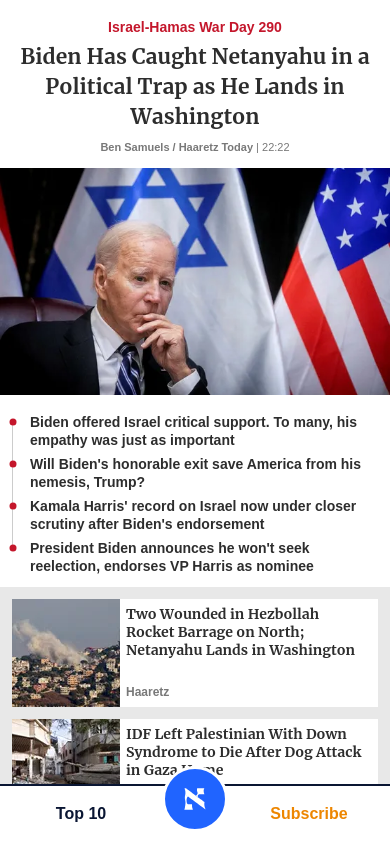 Israel-Hamas War Day 290
Biden Has Caught Netanyahu in a
Political Trap as He Lands in
Washington
Ben Samuels / Haaretz Today | 22:22
Biden offered Israel critical support. To many, his
empathy was just as important
Will Biden's honorable exit save America from his
nemesis, Trump?
Kamala Harris' record on Israel now under closer
scrutiny after Biden's endorsement
President Biden announces he won't seek
reelection, endorses VP Harris as nominee
Two Wounded in Hezbollah
Rocket Barrage on North;
Netanyahu Lands in Washington
Haaretz
IDF Left Palestinian With Down
Syndrome to Die After Dog Attack
in Gaza Home
Top 10
Subscribe